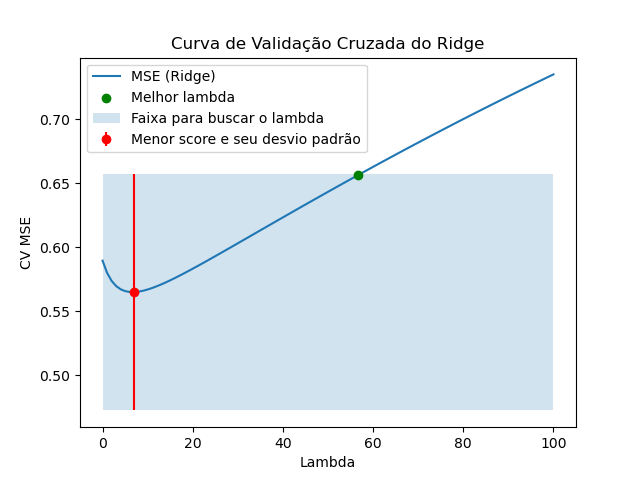 Curva de Validação Cruzada do Ridge
MSE (Ridge)
Melhor lambda
Faixa para buscar o lambda
Menor score e seu desvio padrão
CV MSE
0.70
0.65
0.60
0.55
0.50
0 20 40 60 80 100
Lambda